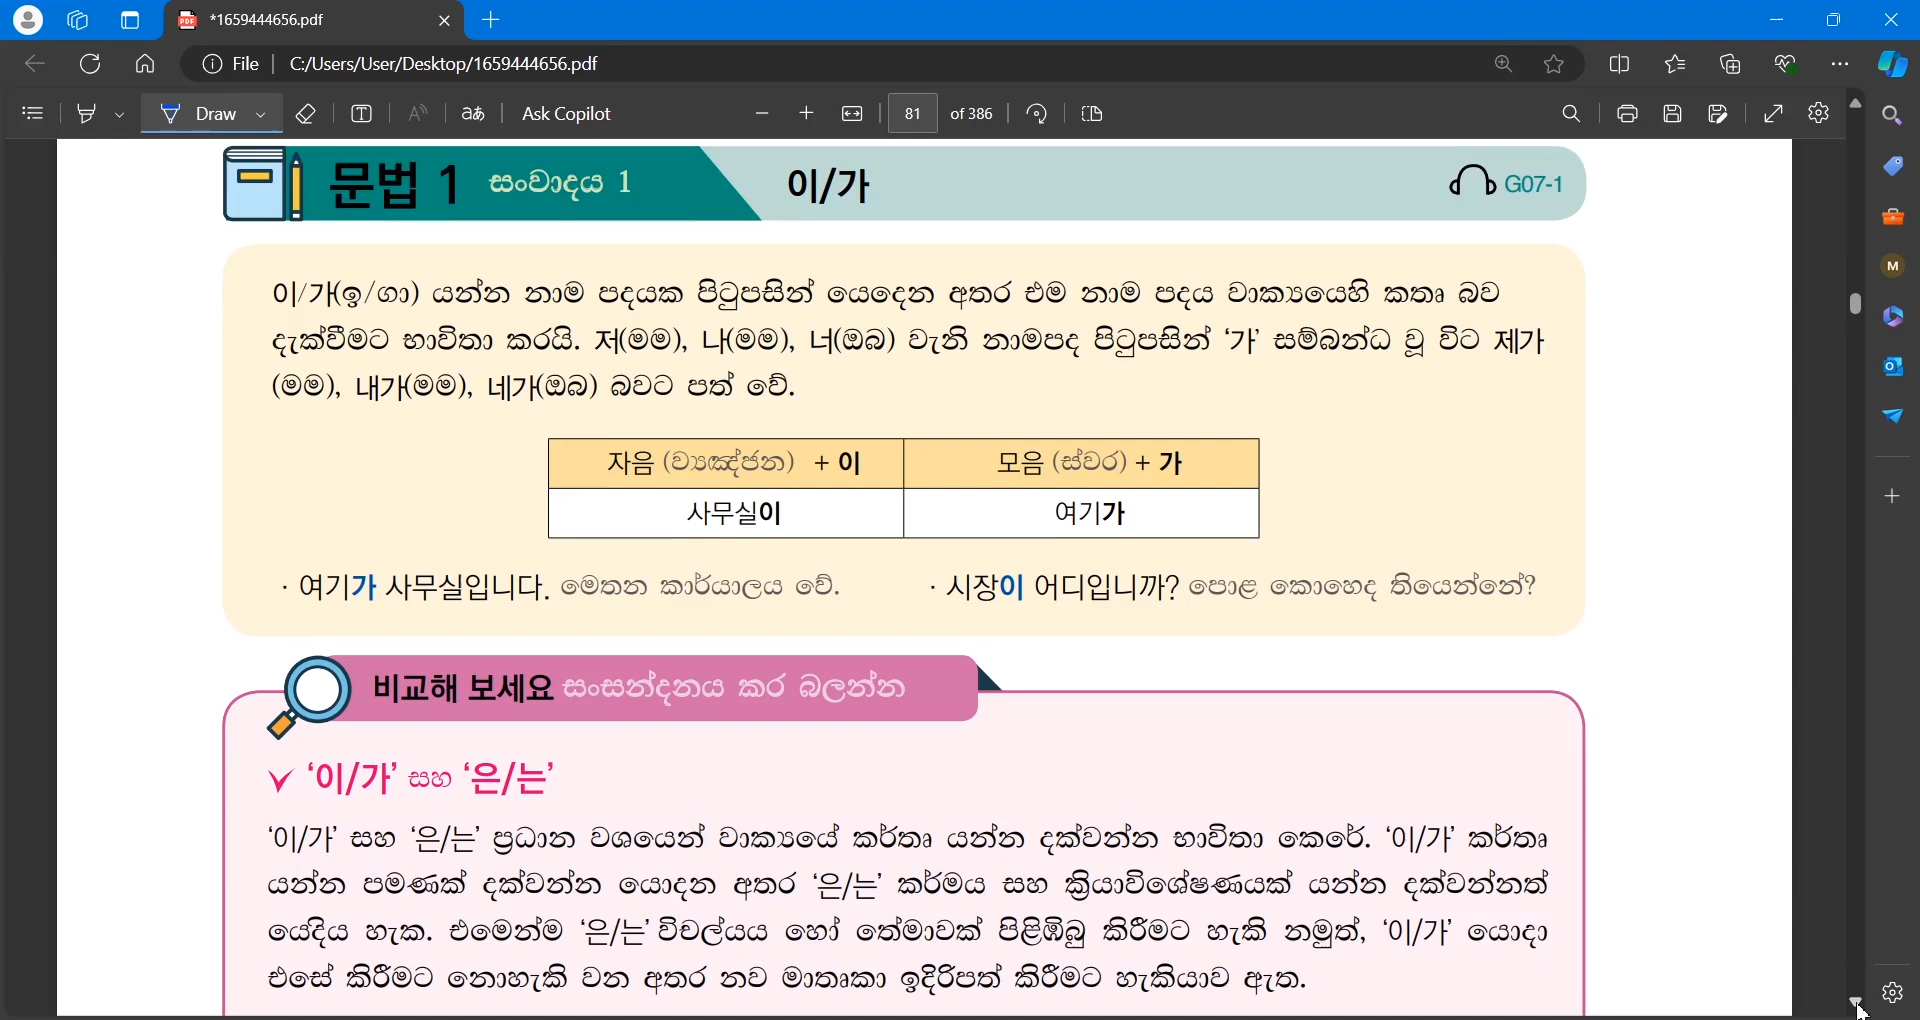 *1659444656.pdf
File | C:/Users/User/Desktop/1659444656.pdf
Draw
aあ
Ask Copilot
81 of 386
문법 1 සංවාදය 1 이/가 G07-1
이/가(ඉ/ගා) යන්න නාම පදයක පිටුපසින් යෙදෙන අතර එම නාම පදය වාක්‍යයෙහි කතෘ බව
දැක්වීමට භාවිතා කරයි. 저(මම), 나(මම), 너(ඔබ) වැනි නාමපද පිටුපසින් ‘가’ සම්බන්ධ වූ විට 제가
(මම), 내가(මම), 네가(ඔබ) බවට පත් වේ.
자음 (ව්‍යඤ්ජන) + 이 모음 (ස්වර) + 가
사무실이 여기가
· 여기가 사무실입니다. මෙතන කාර්යාලය වේ. · 시장이 어디입니까? පොළ කොහෙද තියෙන්නේ?
비교해 보세요 සංසන්දනය කර බලන්න
‘이/가’ සහ ‘은/는’
‘이/가’ සහ ‘은/는’ ප්‍රධාන වශයෙන් වාක්‍යයේ කර්තෘ යන්න දක්වන්න භාවිතා කෙරේ. ‘이/가’ කර්තෘ
යන්න පමණක් දක්වන්න යොදන අතර ‘은/는’ කර්මය සහ ක්‍රියාවිශේෂණයක් යන්න දක්වන්නත්
යෙදිය හැක. එමෙන්ම ‘은/는’ විචල්‍යය හෝ තේමාවක් පිළිඹිබු කිරීමට හැකි නමුත්, ‘이/가’ යොදා
එසේ කිරීමට නොහැකි වන අතර නව මාතෘකා ඉදිරිපත් කිරීමට හැකියාව ඇත.